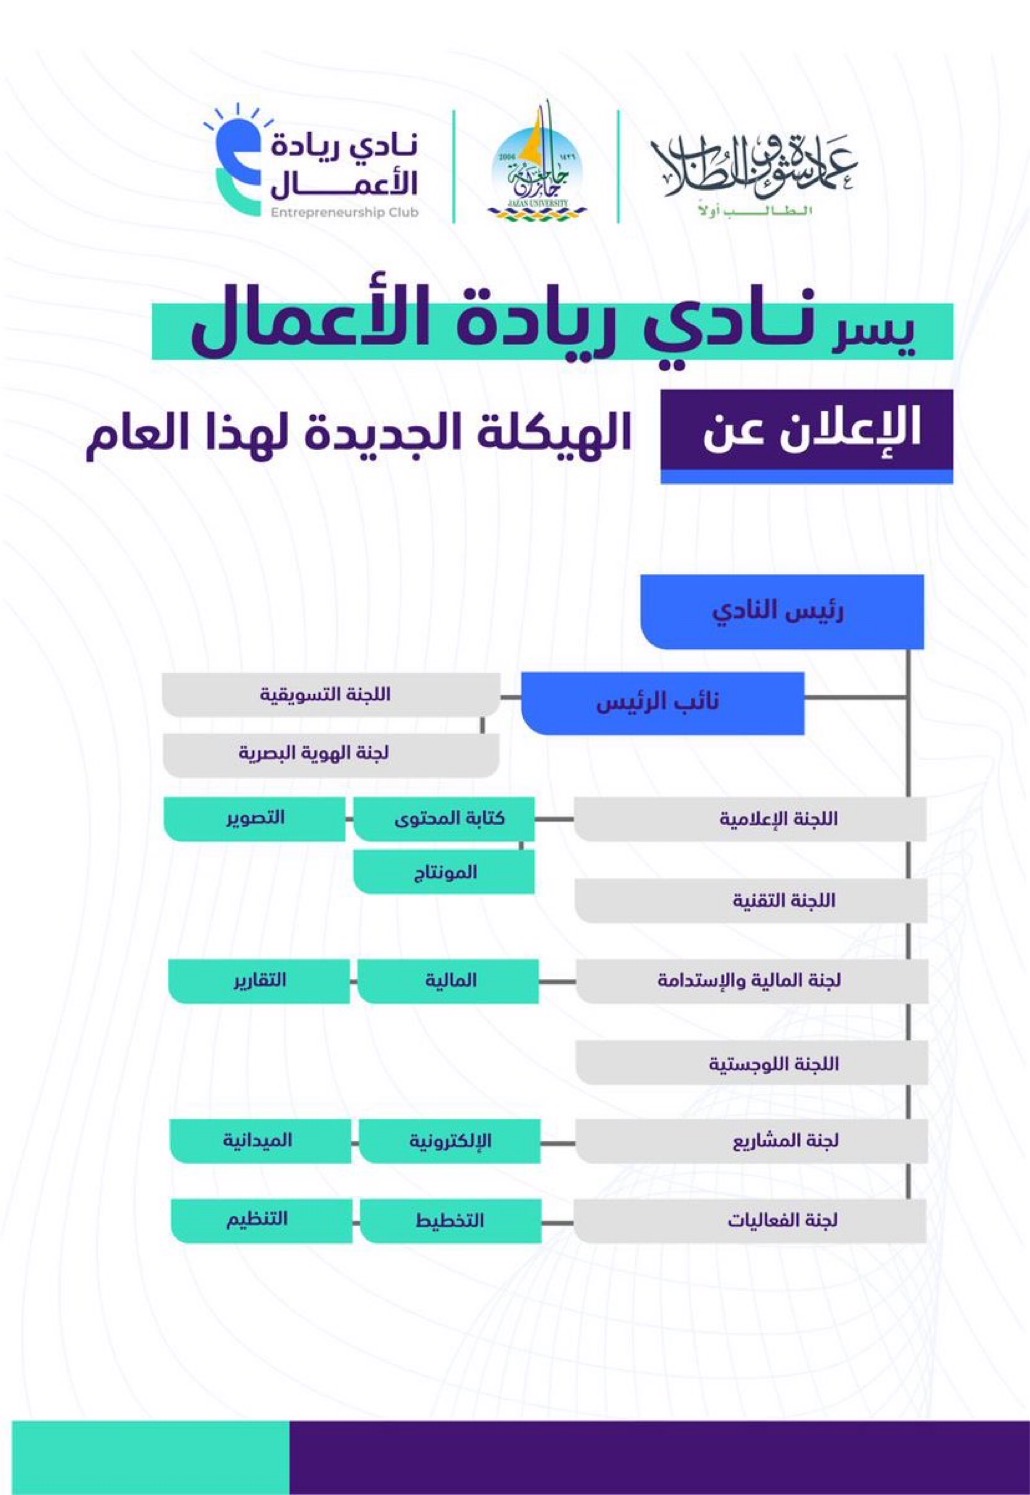 عمادة شؤون الطلاب
الطالب أولاً
2006
١٤٢٦
جامعة جازان
JAZAN UNIVERSITY
نادي ريادة
الأعمال
Entrepreneurship Club
يسر نادي ريادة الأعمال
الإعلان عن الهيكلة الجديدة لهذا العام
رئيس النادي
نائب الرئيس
اللجنة التسويقية
لجنة الهوية البصرية
اللجنة الإعلامية
كتابة المحتوى
التصوير
المونتاج
اللجنة التقنية
لجنة المالية والإستدامة
المالية
التقارير
اللجنة اللوجستية
لجنة المشاريع
الإلكترونية
الميدانية
لجنة الفعاليات
التخطيط
التنظيم